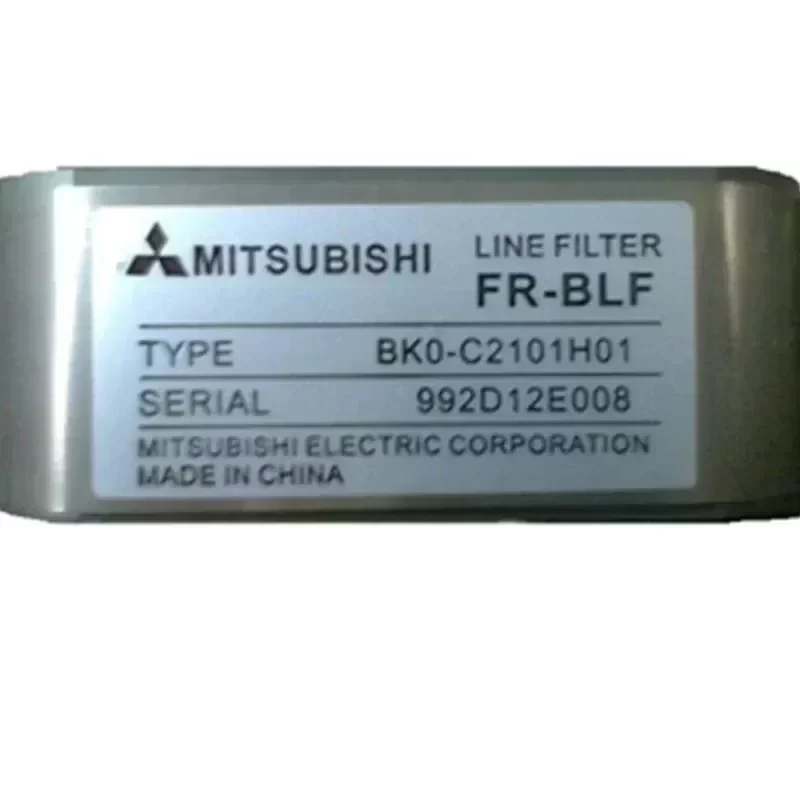 MITSUBISHI
LINE FILTER
FR-BLF
TYPE BK0-C2101H01
SERIAL 992D12E008
MITSUBISHI ELECTRIC CORPORATION
MADE IN CHINA